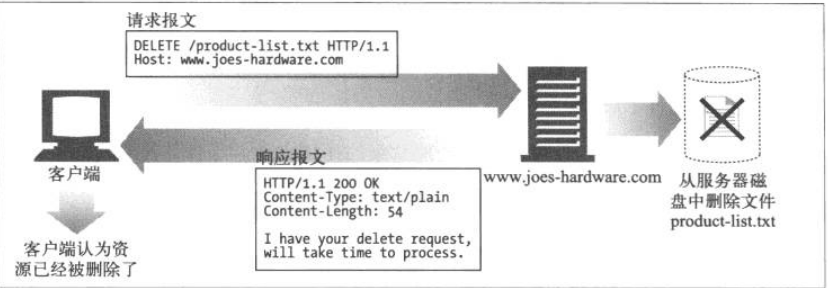 请求报文
DELETE /product-list.txt HTTP/1.1
Host: www.joes-hardware.com
客户端
响应报文
HTTP/1.1 200 OK
Content-Type: text/plain
Content-Length: 54
I have your delete request,
will take time to process.
www.joes-hardware.com
从服务器磁
盘中删除文件
product-list.txt
客户端认为资
源已经被删除了